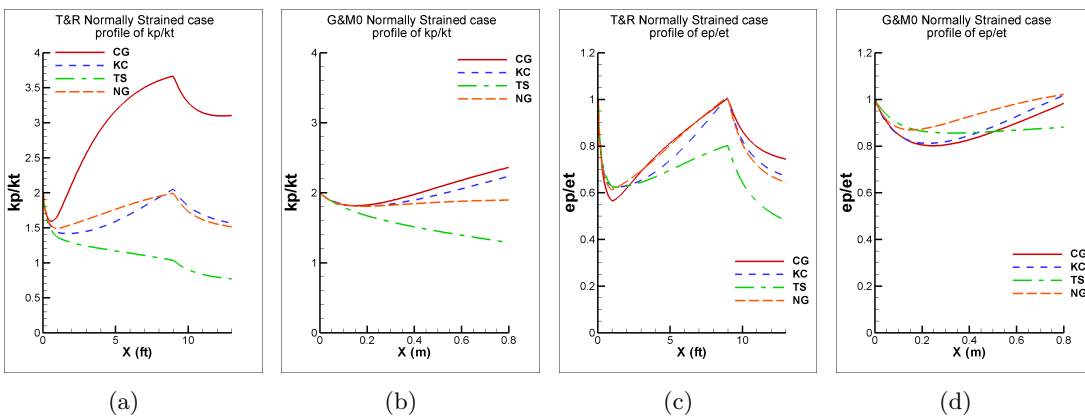 T&R Normally Strained case
profile of kp/kt
4
3.5
3
2.5
2
1.5
1
0.5
0
0
5
10
kp/kt
X (ft)
CG
KC
TS
NG
(a)
G&M0 Normally Strained case
profile of kp/kt
4
3
2
1
0
0
0.2
0.4
0.6
0.8
kp/kt
X (m)
CG
KC
TS
NG
(b)
T&R Normally Strained case
profile of ep/et
1.2
1
0.8
0.6
0.4
0.2
0
0
5
10
ep/et
X (ft)
CG
KC
TS
NG
(c)
G&M0 Normally Strained case
profile of ep/et
1.2
1
0.8
0.6
0.4
0.2
0
0
0.2
0.4
0.6
0.8
ep/et
X (m)
CG
KC
TS
NG
(d)